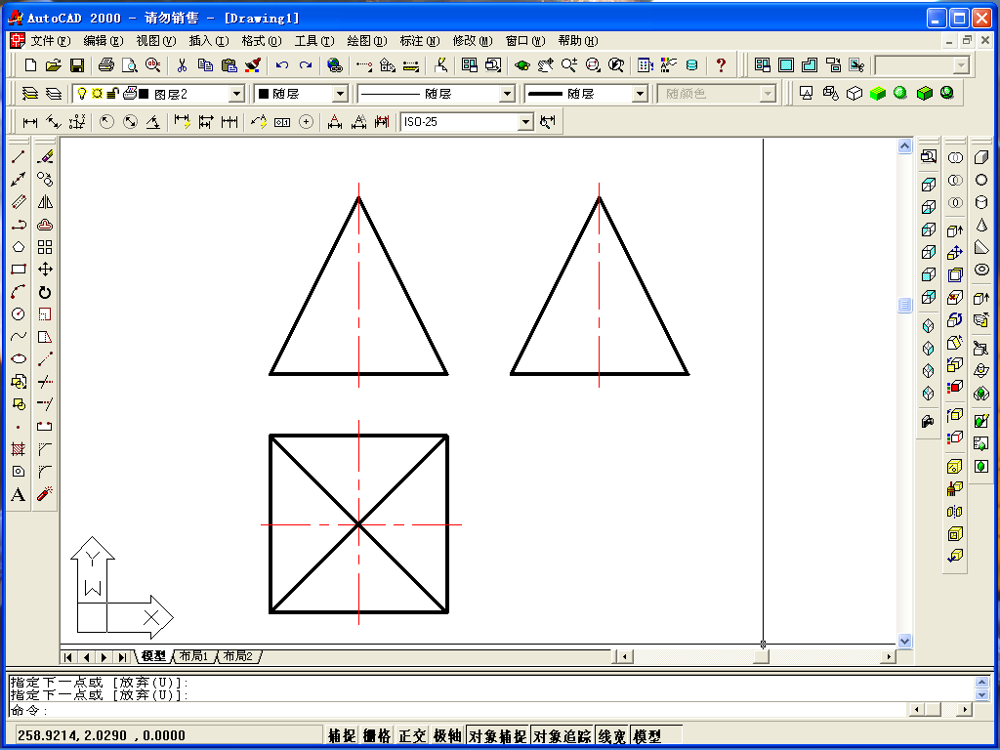 AutoCAD 2000 - 请勿销售 - [Drawing1]
文件(F) 编辑(E) 视图(V) 插入(I) 格式(O) 工具(T) 绘图(D) 标注(N) 修改(M) 窗口(W) 帮助(H)
图层2 随层 随层 随层 随颜色
ISO-25
A
Y
W
X
模型 布局1 布局2
指定下一点或 [放弃(U)]:
指定下一点或 [放弃(U)]:
命令:
258.9214, 2.0290 , 0.0000 捕捉 栅格 正交 极轴 对象捕捉 对象追踪 线宽 模型